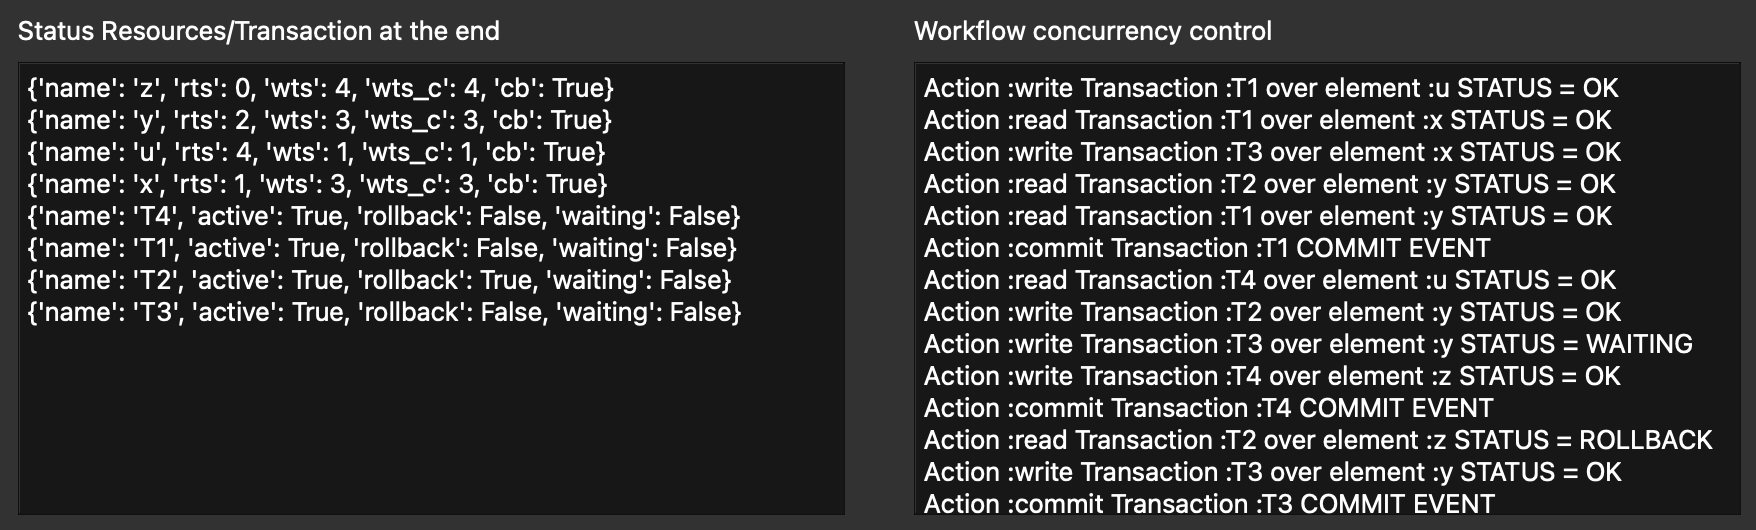 Status Resources/Transaction at the end
{'name': 'z', 'rts': 0, 'wts': 4, 'wts_c': 4, 'cb': True}
{'name': 'y', 'rts': 2, 'wts': 3, 'wts_c': 3, 'cb': True}
{'name': 'u', 'rts': 4, 'wts': 1, 'wts_c': 1, 'cb': True}
{'name': 'x', 'rts': 1, 'wts': 3, 'wts_c': 3, 'cb': True}
{'name': 'T4', 'active': True, 'rollback': False, 'waiting': False}
{'name': 'T1', 'active': True, 'rollback': False, 'waiting': False}
{'name': 'T2', 'active': True, 'rollback': True, 'waiting': False}
{'name': 'T3', 'active': True, 'rollback': False, 'waiting': False}
Workflow concurrency control
Action :write Transaction :T1 over element :u STATUS = OK
Action :read Transaction :T1 over element :x STATUS = OK
Action :write Transaction :T3 over element :x STATUS = OK
Action :read Transaction :T2 over element :y STATUS = OK
Action :read Transaction :T1 over element :y STATUS = OK
Action :commit Transaction :T1 COMMIT EVENT
Action :read Transaction :T4 over element :u STATUS = OK
Action :write Transaction :T2 over element :y STATUS = OK
Action :write Transaction :T3 over element :y STATUS = WAITING
Action :write Transaction :T4 over element :z STATUS = OK
Action :commit Transaction :T4 COMMIT EVENT
Action :read Transaction :T2 over element :z STATUS = ROLLBACK
Action :write Transaction :T3 over element :y STATUS = OK
Action :commit Transaction :T3 COMMIT EVENT